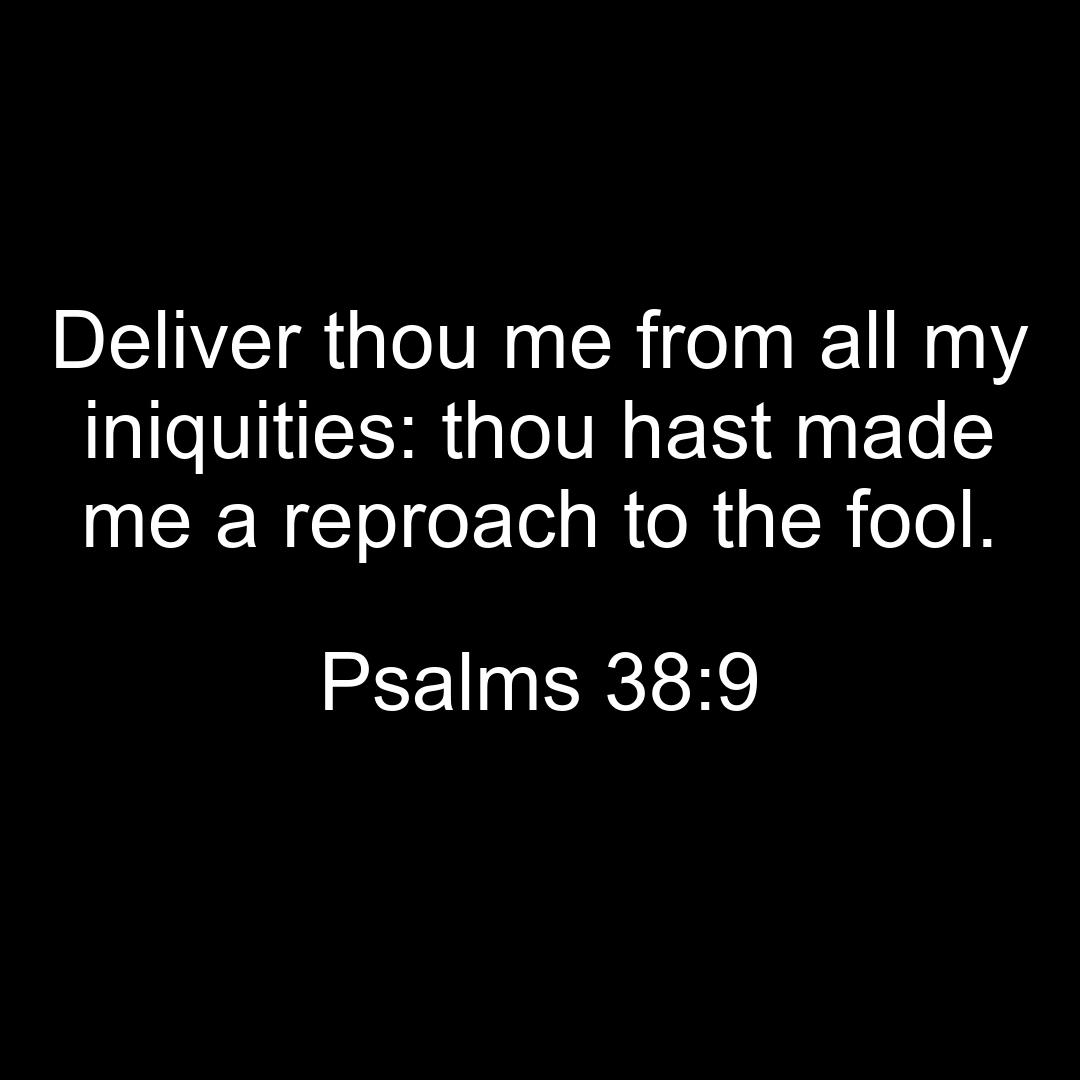 Deliver thou me from all my
iniquities: thou hast made
me a reproach to the fool.
Psalms 38:9